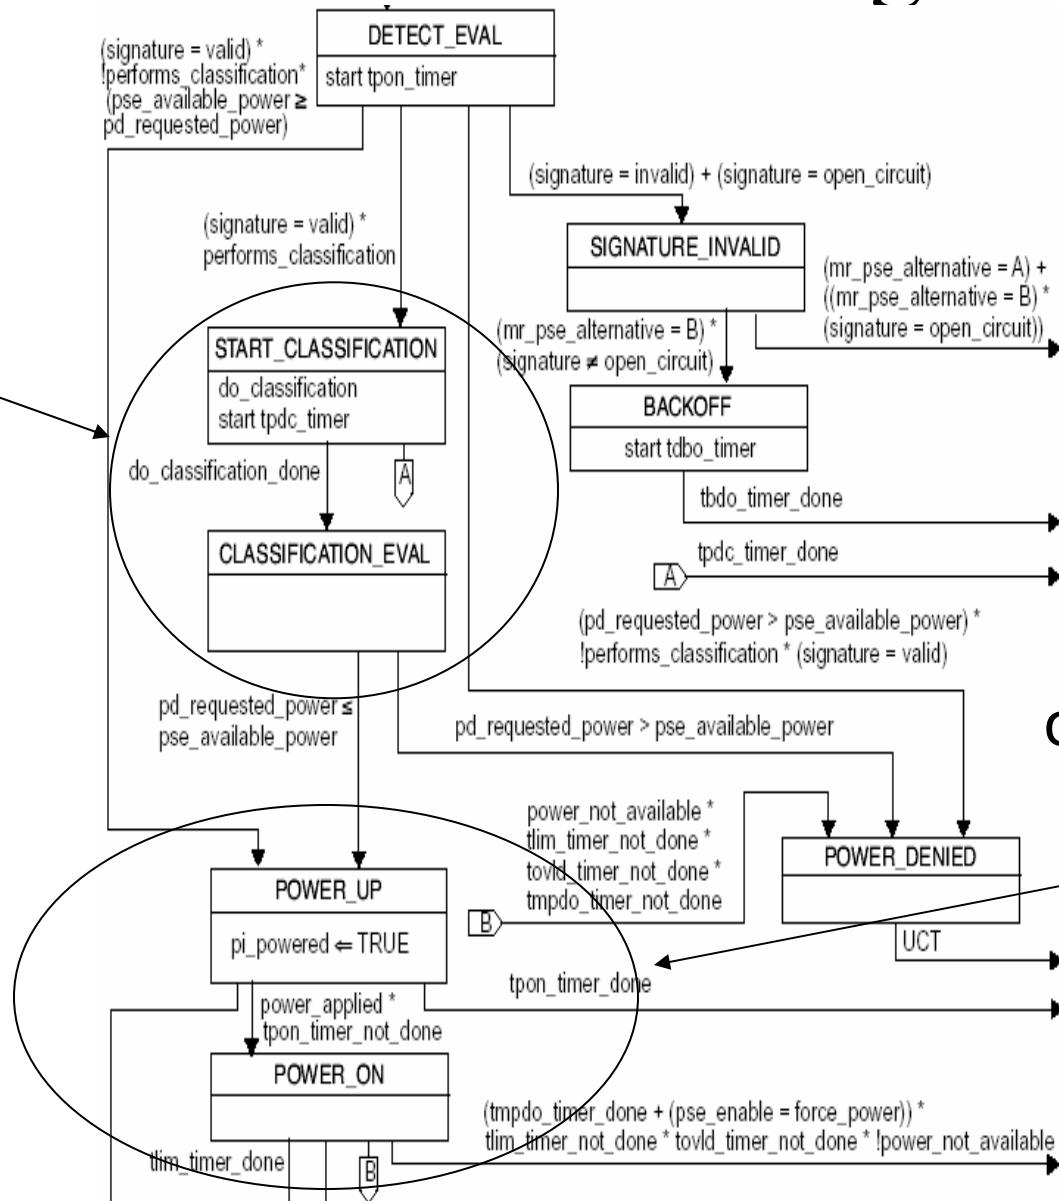 DETECT_EVAL
start tpon_timer
(signature = valid) *
!performs_classification*
(pse_available_power ≥
pd_requested_power)
(signature = invalid) + (signature = open_circuit)
(signature = valid) *
performs_classification
SIGNATURE_INVALID
(mr_pse_alternative = A) +
((mr_pse_alternative = B) *
(signature = open_circuit))
(mr_pse_alternative = B) *
(signature ≠ open_circuit)
START_CLASSIFICATION
do_classification
start tpdc_timer
BACKOFF
start tdbo_timer
do_classification_done
A
tbdo_timer_done
CLASSIFICATION_EVAL
tpdc_timer_done
A
(pd_requested_power > pse_available_power) *
!performs_classification * (signature = valid)
pd_requested_power ≤
pse_available_power
pd_requested_power > pse_available_power
power_not_available *
tlim_timer_not_done *
tovld_timer_not_done *
tmpdo_timer_not_done
B
POWER_DENIED
UCT
POWER_UP
pi_powered ⇐ TRUE
tpon_timer_done
power_applied *
tpon_timer_not_done
POWER_ON
(tmpdo_timer_done + (pse_enable = force_power)) *
tlim_timer_not_done * tovld_timer_not_done * !power_not_available
tlim_timer_done
B